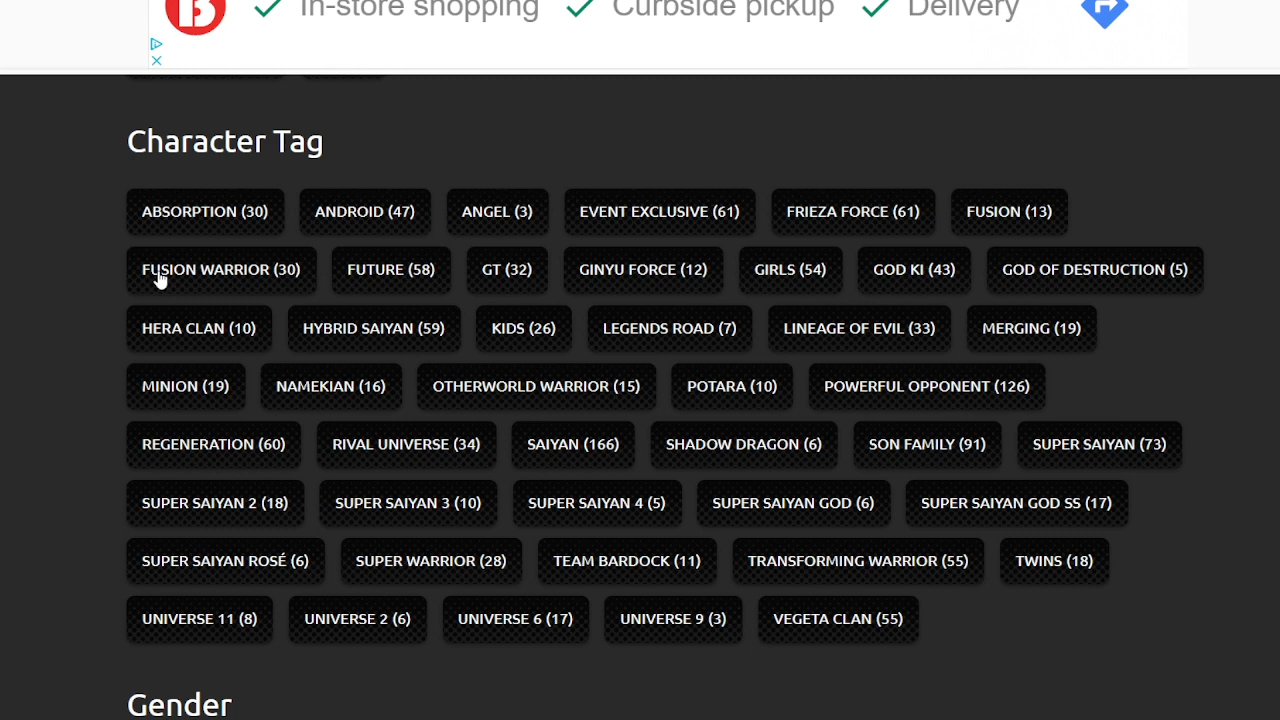 B In-store shopping Curbside pickup Delivery
Character Tag
ABSORPTION (30) ANDROID (47) ANGEL (3) EVENT EXCLUSIVE (61) FRIEZA FORCE (61) FUSION (13)
FUSION WARRIOR (30) FUTURE (58) GT (32) GINYU FORCE (12) GIRLS (54) GOD KI (43) GOD OF DESTRUCTION (5)
HERA CLAN (10) HYBRID SAIYAN (59) KIDS (26) LEGENDS ROAD (7) LINEAGE OF EVIL (33) MERGING (19)
MINION (19) NAMEKIAN (16) OTHERWORLD WARRIOR (15) POTARA (10) POWERFUL OPPONENT (126)
REGENERATION (60) RIVAL UNIVERSE (34) SAIYAN (166) SHADOW DRAGON (6) SON FAMILY (91) SUPER SAIYAN (73)
SUPER SAIYAN 2 (18) SUPER SAIYAN 3 (10) SUPER SAIYAN 4 (5) SUPER SAIYAN GOD (6) SUPER SAIYAN GOD SS (17)
SUPER SAIYAN ROSÉ (6) SUPER WARRIOR (28) TEAM BARDOCK (11) TRANSFORMING WARRIOR (55) TWINS (18)
UNIVERSE 11 (8) UNIVERSE 2 (6) UNIVERSE 6 (17) UNIVERSE 9 (3) VEGETA CLAN (55)
Gender